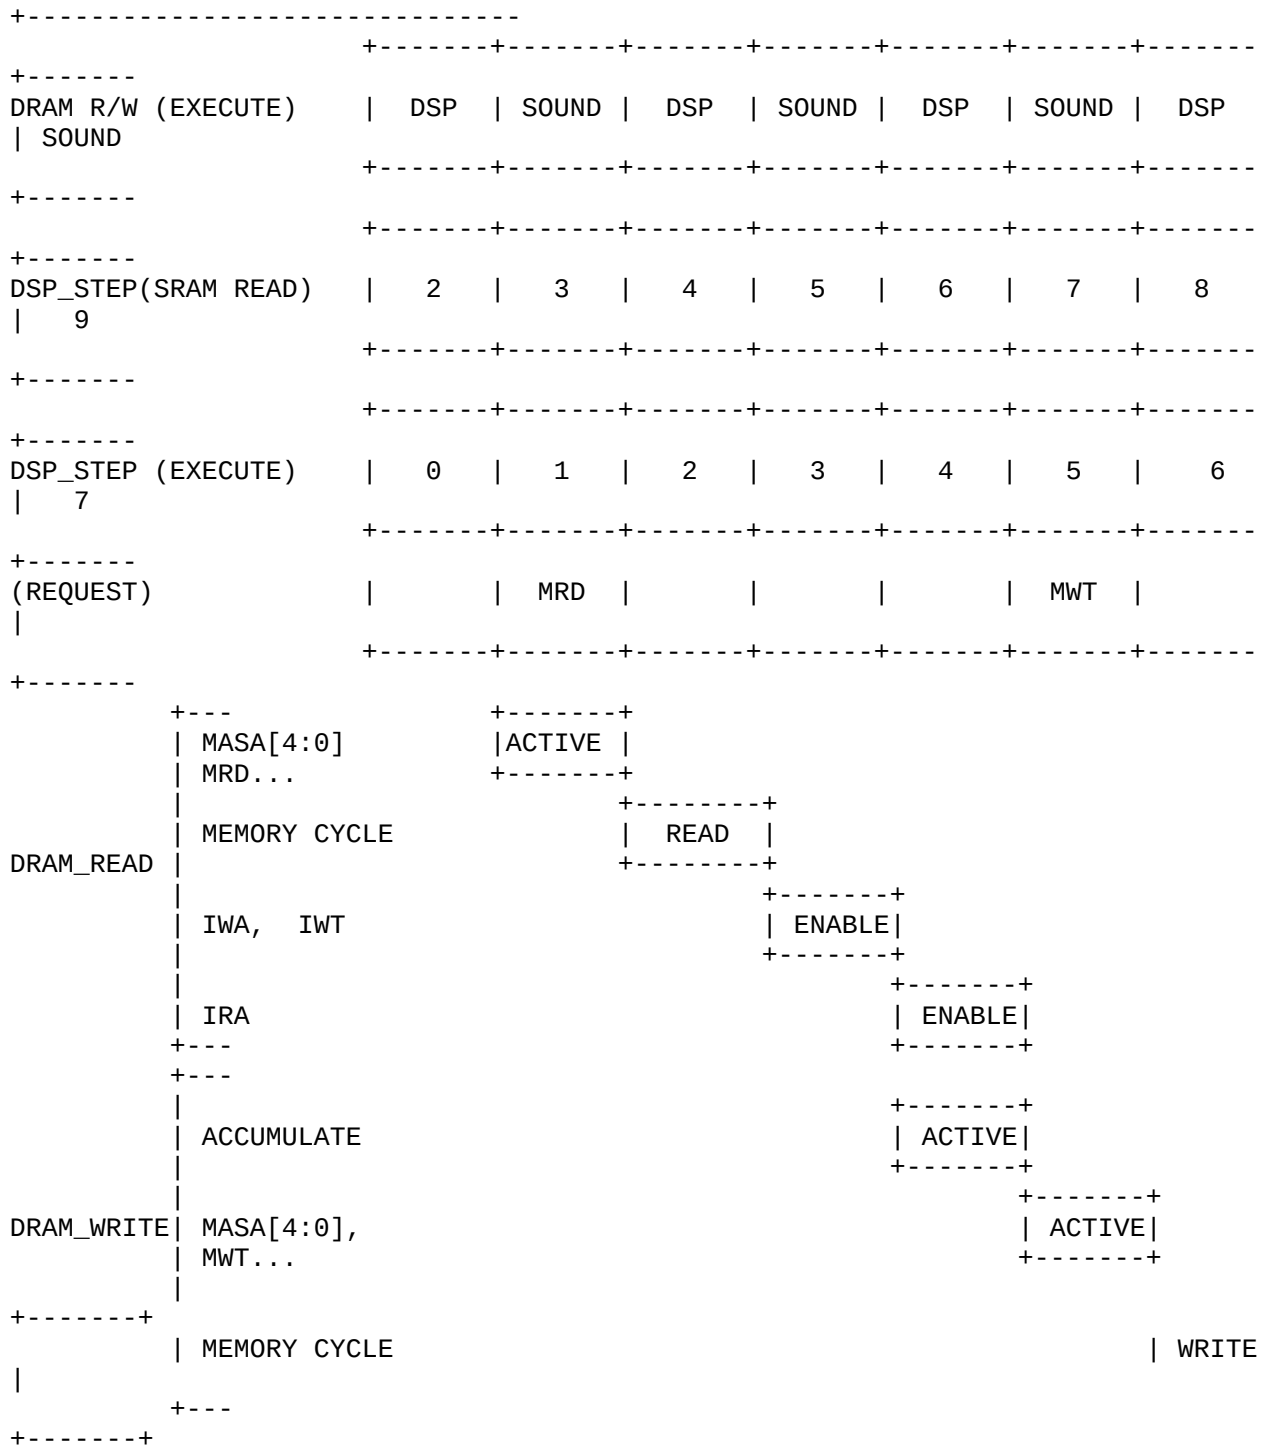 +-------------------------------
                      +-------+-------+-------+-------+-------+-------+-------
+-------
DRAM R/W (EXECUTE)    |  DSP  | SOUND |  DSP  | SOUND |  DSP  | SOUND |  DSP
| SOUND
                      +-------+-------+-------+-------+-------+-------+-------
+-------
                      +-------+-------+-------+-------+-------+-------+-------
+-------
DSP_STEP(SRAM READ)   |   2   |   3   |   4   |   5   |   6   |   7   |   8
|   9
                      +-------+-------+-------+-------+-------+-------+-------
+-------
                      +-------+-------+-------+-------+-------+-------+-------
+-------
DSP_STEP (EXECUTE)    |   0   |   1   |   2   |   3   |   4   |   5   |    6
|   7
                      +-------+-------+-------+-------+-------+-------+-------
+-------
(REQUEST)             |       |  MRD  |       |       |       |  MWT  |
|
                      +-------+-------+-------+-------+-------+-------+-------
+-------
          +---                +-------+
          | MASA[4:0]         |ACTIVE |
          | MRD...            +-------+
          |                           +--------+
          | MEMORY CYCLE              |  READ  |
DRAM_READ |                           +--------+
          |                                    +-------+
          | IWA,  IWT                          | ENABLE|
          |                                    +-------+
          |                                            +-------+
          | IRA                                        | ENABLE|
          +---                                         +-------+
          +---
          |                                            +-------+
          | ACCUMULATE                                 | ACTIVE|
          |                                            +-------+
          |                                                    +-------+
DRAM_WRITE| MASA[4:0],                                         | ACTIVE|
          | MWT...                                             +-------+
          |
+-------+
          | MEMORY CYCLE                                               | WRITE
|
          +---
+-------+